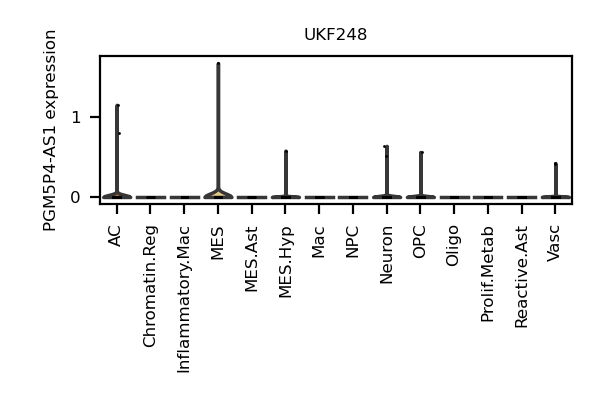 UKF248
PGM5P4-AS1 expression
1
0
AC
Chromatin.Reg
Inflammatory.Mac
MES
MES.Ast
MES.Hyp
Mac
NPC
Neuron
OPC
Oligo
Prolif.Metab
Reactive.Ast
Vasc